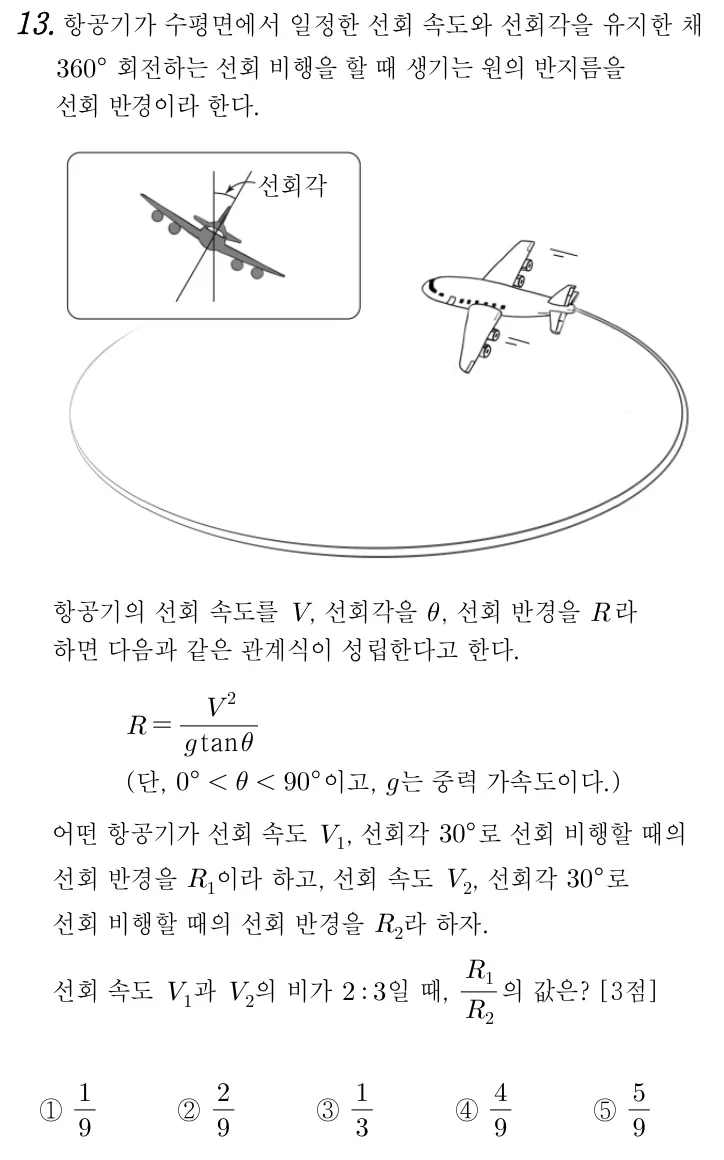 13. 항공기가 수평면에서 일정한 선회 속도와 선회각을 유지한 채
360° 회전하는 선회 비행을 할 때 생기는 원의 반지름을
선회 반경이라 한다.
선회각
항공기의 선회 속도를 V, 선회각을 θ, 선회 반경을 R라
하면 다음과 같은 관계식이 성립한다고 한다.
R = V² / (g tanθ)
(단, 0° < θ < 90°이고, g는 중력 가속도이다.)
어떤 항공기가 선회 속도 V₁, 선회각 30°로 선회 비행할 때의
선회 반경을 R₁이라 하고, 선회 속도 V₂, 선회각 30°로
선회 비행할 때의 선회 반경을 R₂라 하자.
선회 속도 V₁과 V₂의 비가 2 : 3일 때, R₁/R₂의 값은? [3점]
① 1/9 ② 2/9 ③ 1/3 ④ 4/9 ⑤ 5/9